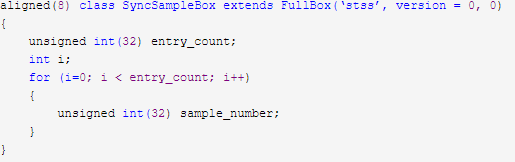 aligned(8) class SyncSampleBox extends FullBox(‘stss’, version = 0, 0)
{
unsigned int(32) entry_count;
int i;
for (i=0; i < entry_count; i++)
{
unsigned int(32) sample_number;
}
}